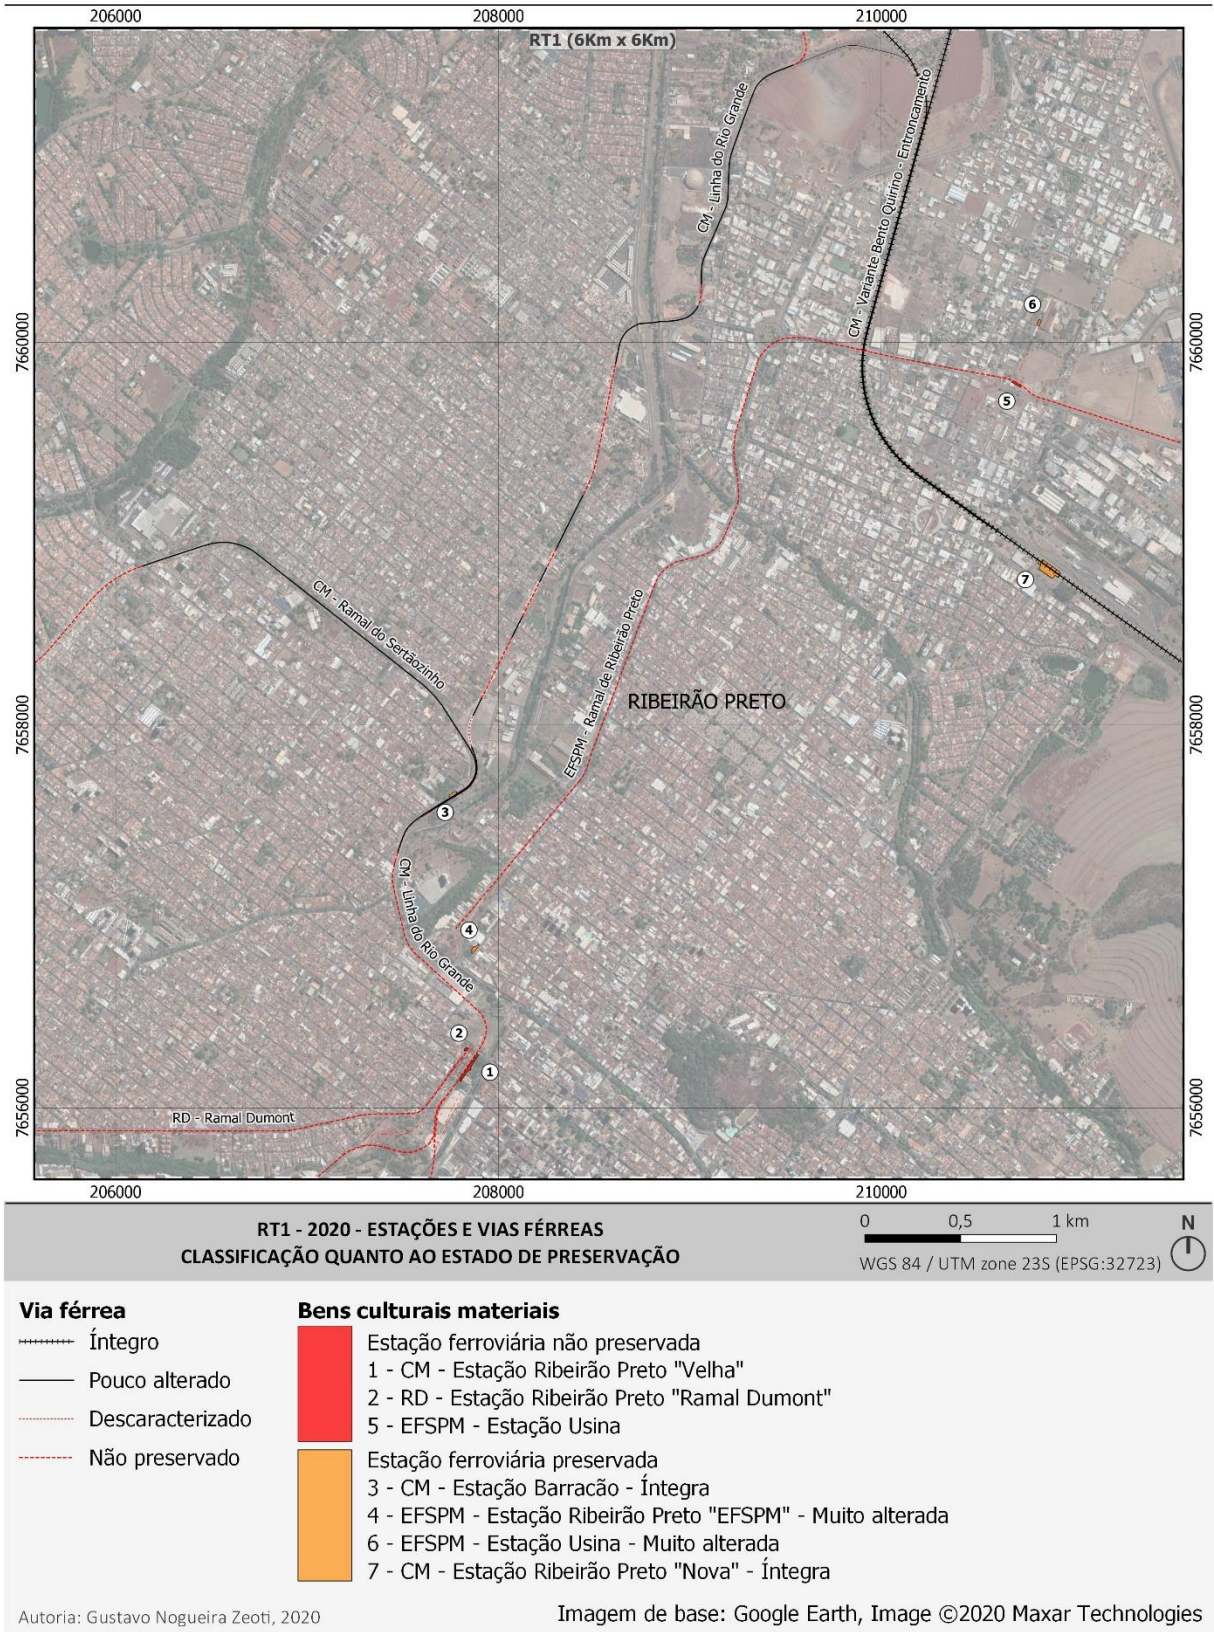 206000
208000
210000
RT1 (6Km x 6Km)
CM - Linha do Rio Grande
CM - Variante Bento Quirino - Entroncamento
6
7660000
7660000
5
7
CM - Ramal do Sertãozinho
EFSPM - Ramal de Ribeirão Preto
RIBEIRÃO PRETO
7658000
7658000
3
CM - Linha do Rio Grande
4
2
1
RD - Ramal Dumont
7656000
7656000
206000
208000
210000
RT1 - 2020 - ESTAÇÕES E VIAS FÉRREAS
CLASSIFICAÇÃO QUANTO AO ESTADO DE PRESERVAÇÃO
0 0,5 1 km
N
WGS 84 / UTM zone 23S (EPSG:32723)
Via férrea
Íntegro
Pouco alterado
Descaracterizado
Não preservado
Bens culturais materiais
Estação ferroviária não preservada
1 - CM - Estação Ribeirão Preto "Velha"
2 - RD - Estação Ribeirão Preto "Ramal Dumont"
5 - EFSPM - Estação Usina
Estação ferroviária preservada
3 - CM - Estação Barracão - Íntegra
4 - EFSPM - Estação Ribeirão Preto "EFSPM" - Muito alterada
6 - EFSPM - Estação Usina - Muito alterada
7 - CM - Estação Ribeirão Preto "Nova" - Íntegra
Autoria: Gustavo Nogueira Zeoti, 2020
Imagem de base: Google Earth, Image ©2020 Maxar Technologies